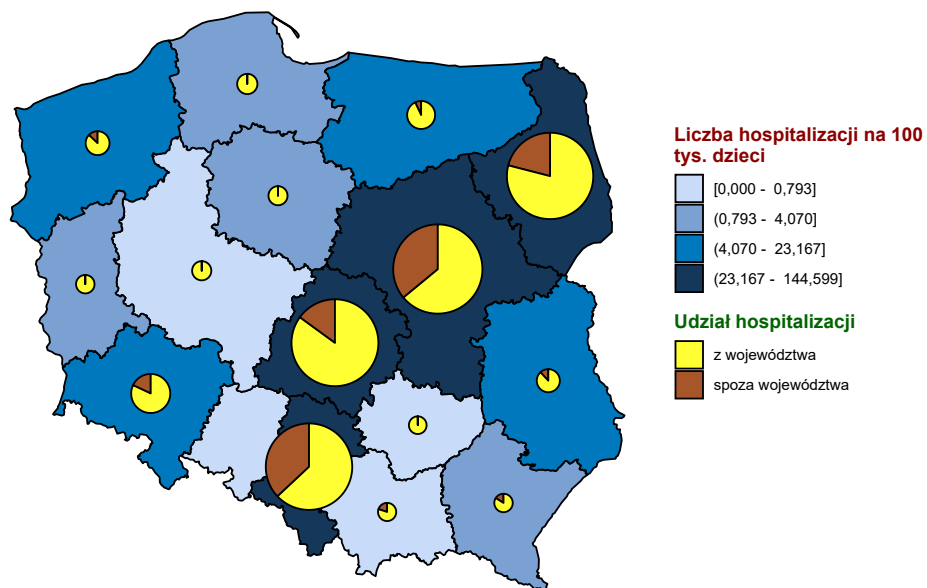 Liczba hospitalizacji na 100
tys. dzieci
[0,000 - 0,793]
(0,793 - 4,070]
(4,070 - 23,167]
(23,167 - 144,599]
Udział hospitalizacji
z województwa
spoza województwa